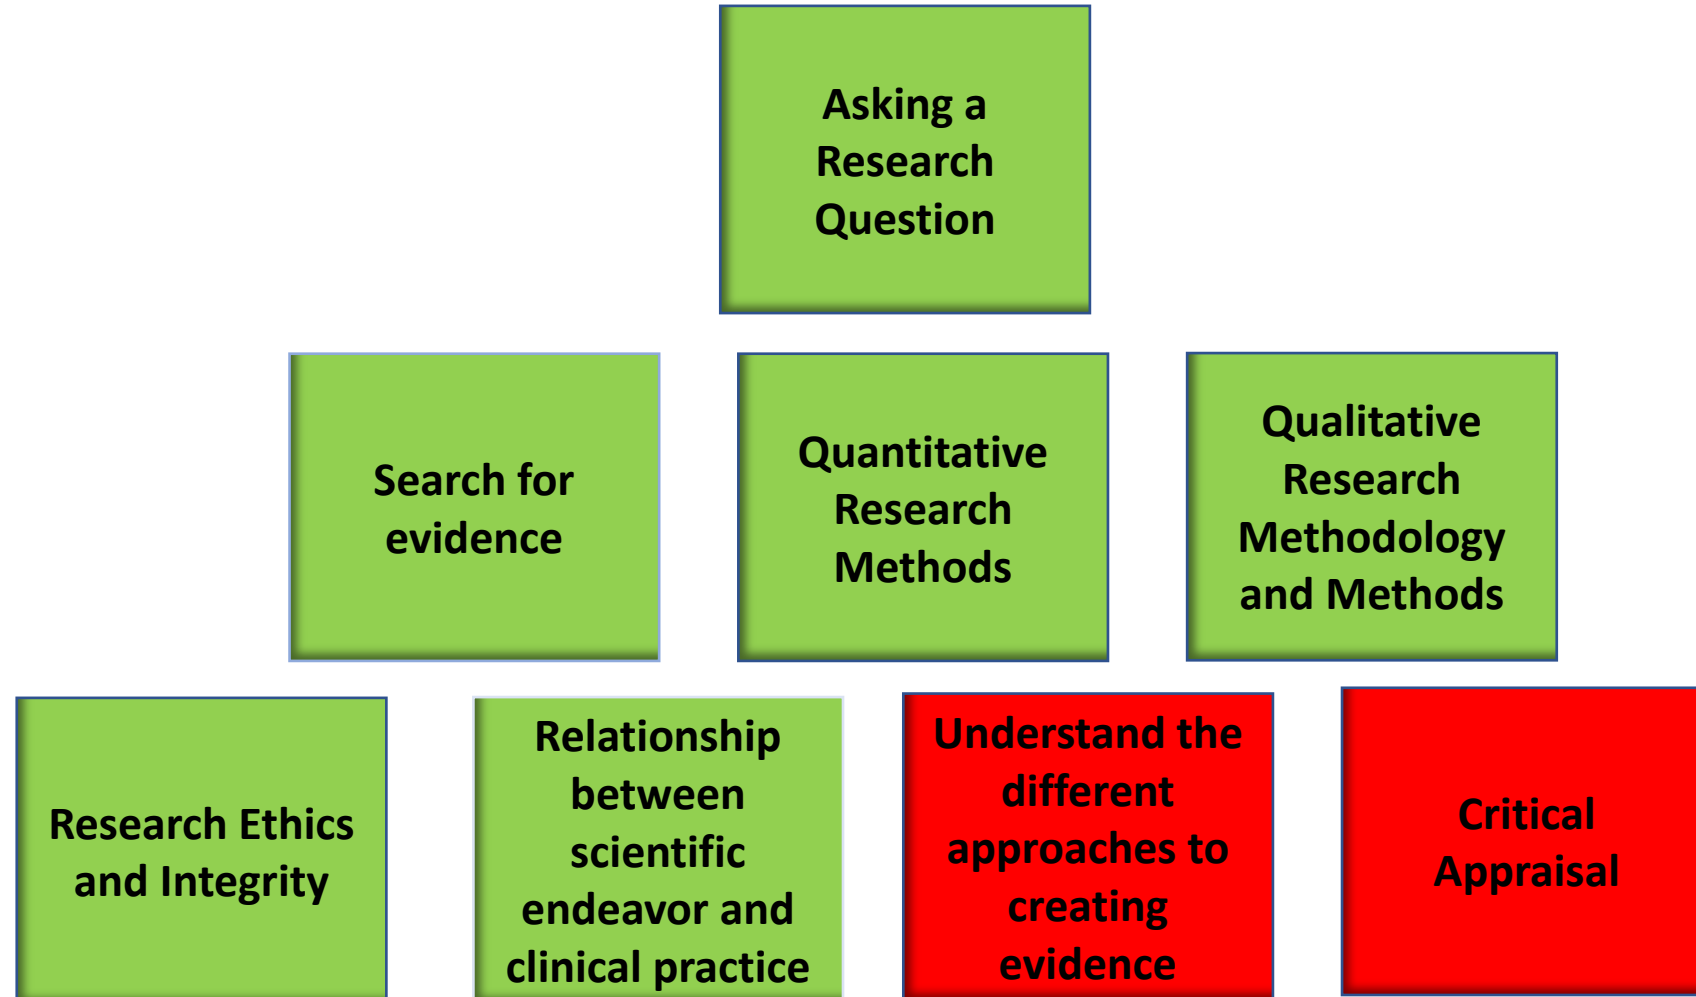 Asking a
Research
Question
Search for
evidence
Quantitative
Research
Methods
Qualitative
Research
Methodology
and Methods
Research Ethics
and Integrity
Relationship
between
scientific
endeavor and
clinical practice
Understand the
different
approaches to
creating
evidence
Critical
Appraisal